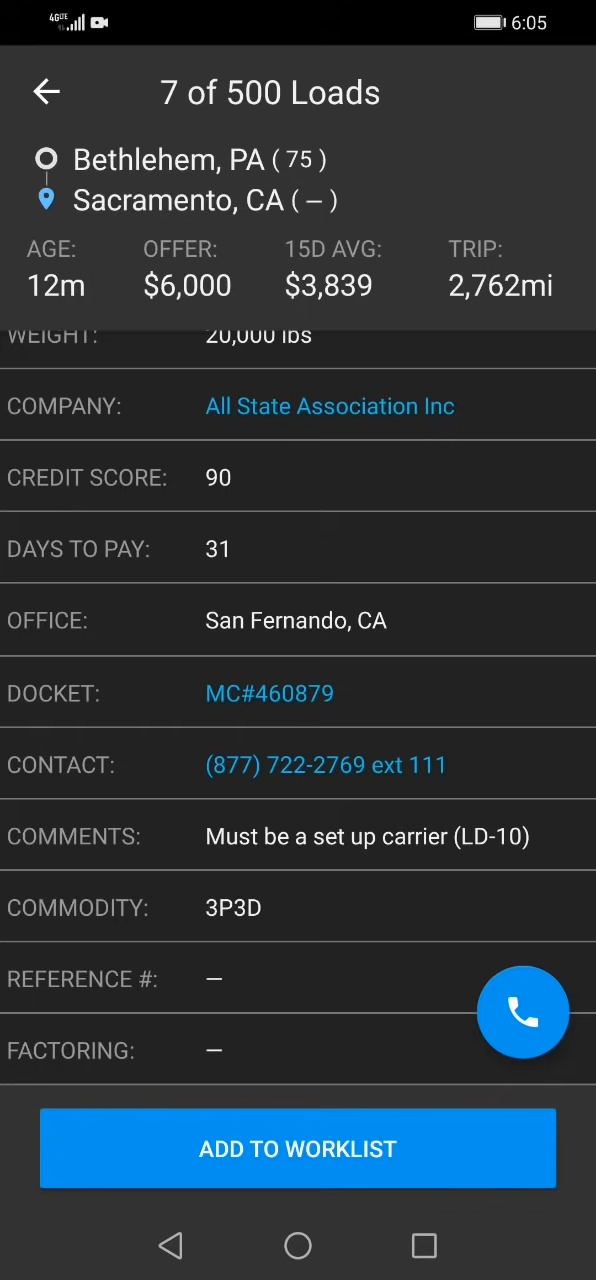 4G LTE 6:05
7 of 500 Loads
Bethlehem, PA ( 75 )
Sacramento, CA ( – )
AGE: OFFER: 15D AVG: TRIP:
12m $6,000 $3,839 2,762mi
WEIGHT: 20,000 lbs
COMPANY: All State Association Inc
CREDIT SCORE: 90
DAYS TO PAY: 31
OFFICE: San Fernando, CA
DOCKET: MC#460879
CONTACT: (877) 722-2769 ext 111
COMMENTS: Must be a set up carrier (LD-10)
COMMODITY: 3P3D
REFERENCE #: –
FACTORING: –
ADD TO WORKLIST